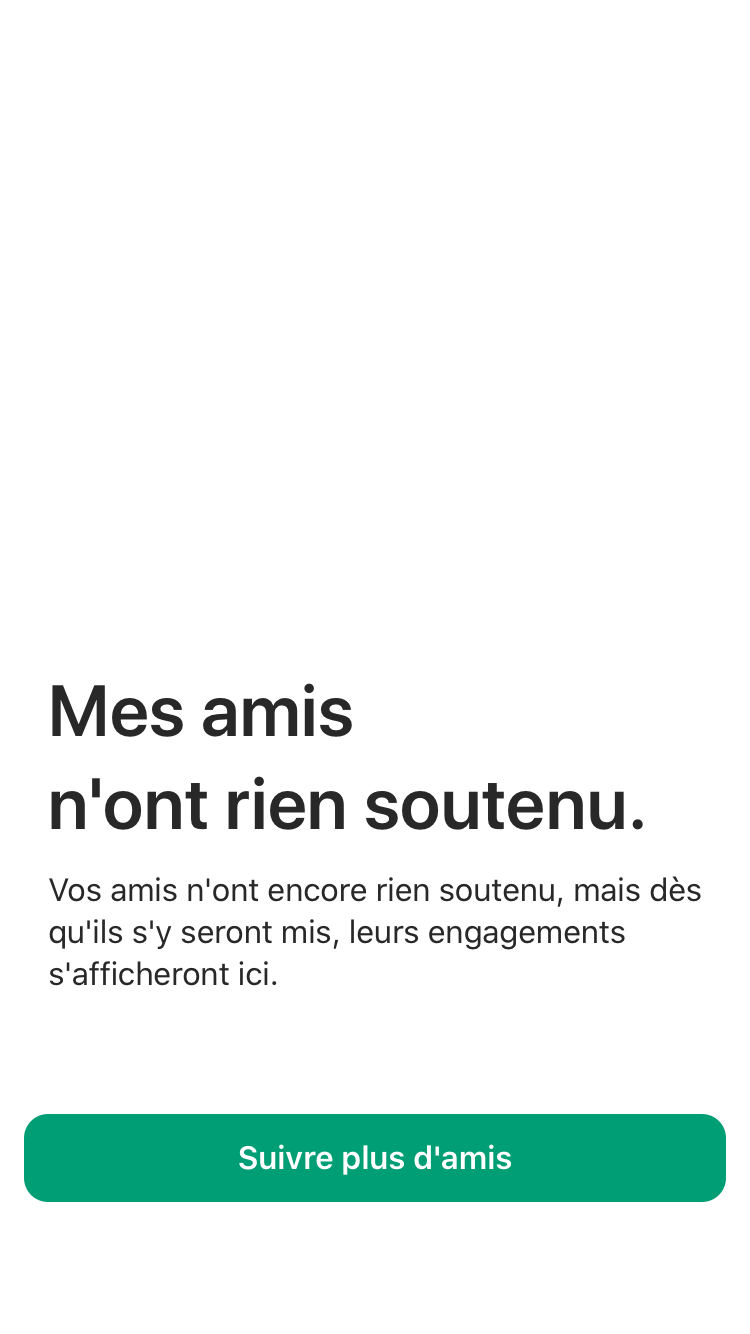 Mes amis
n'ont rien soutenu.
Vos amis n'ont encore rien soutenu, mais dès
qu'ils s'y seront mis, leurs engagements
s'afficheront ici.
Suivre plus d'amis